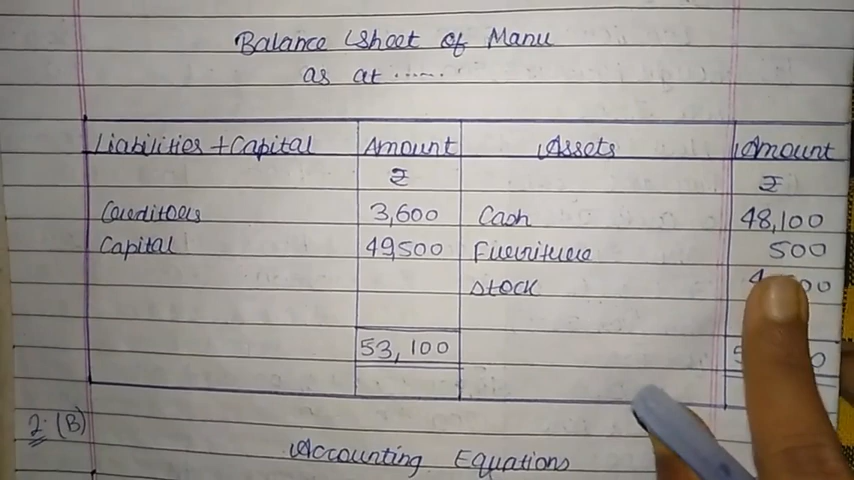 Balance Sheet of Manu
as at ......
Liabilities + Capital Amount Assets Amount
₹ ₹
Creditors 3,600 Cash 48,100
Capital 49,500 Furniture 500
Stock
53,100
2. (B)
Accounting Equations